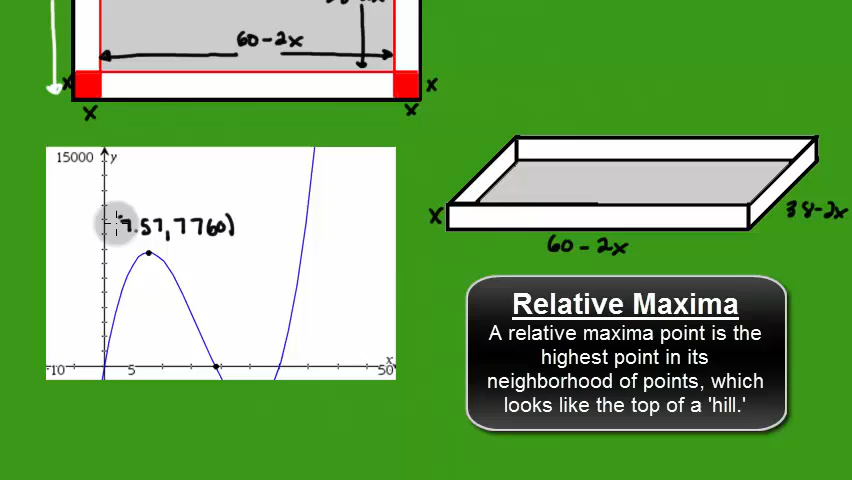 60-2x
x
x
x
x
15000
y
7.57, 7760)
-10
5
x
50
x
38-2x
60-2x
Relative Maxima
A relative maxima point is the
highest point in its
neighborhood of points, which
looks like the top of a 'hill.'